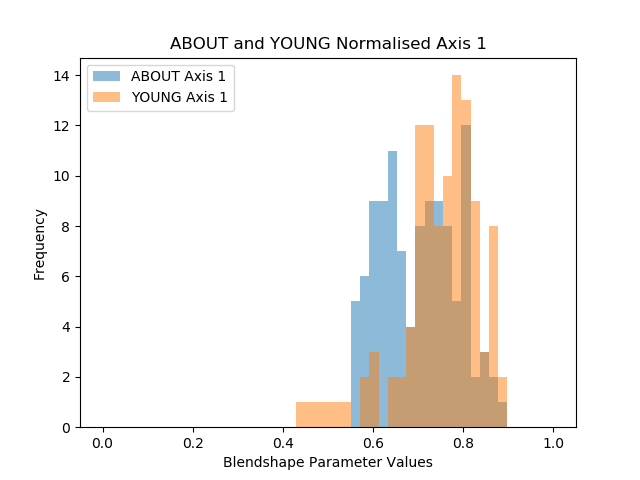 ABOUT and YOUNG Normalised Axis 1
ABOUT Axis 1
YOUNG Axis 1
14
12
10
8
6
4
2
0
Frequency
0.0 0.2 0.4 0.6 0.8 1.0
Blendshape Parameter Values